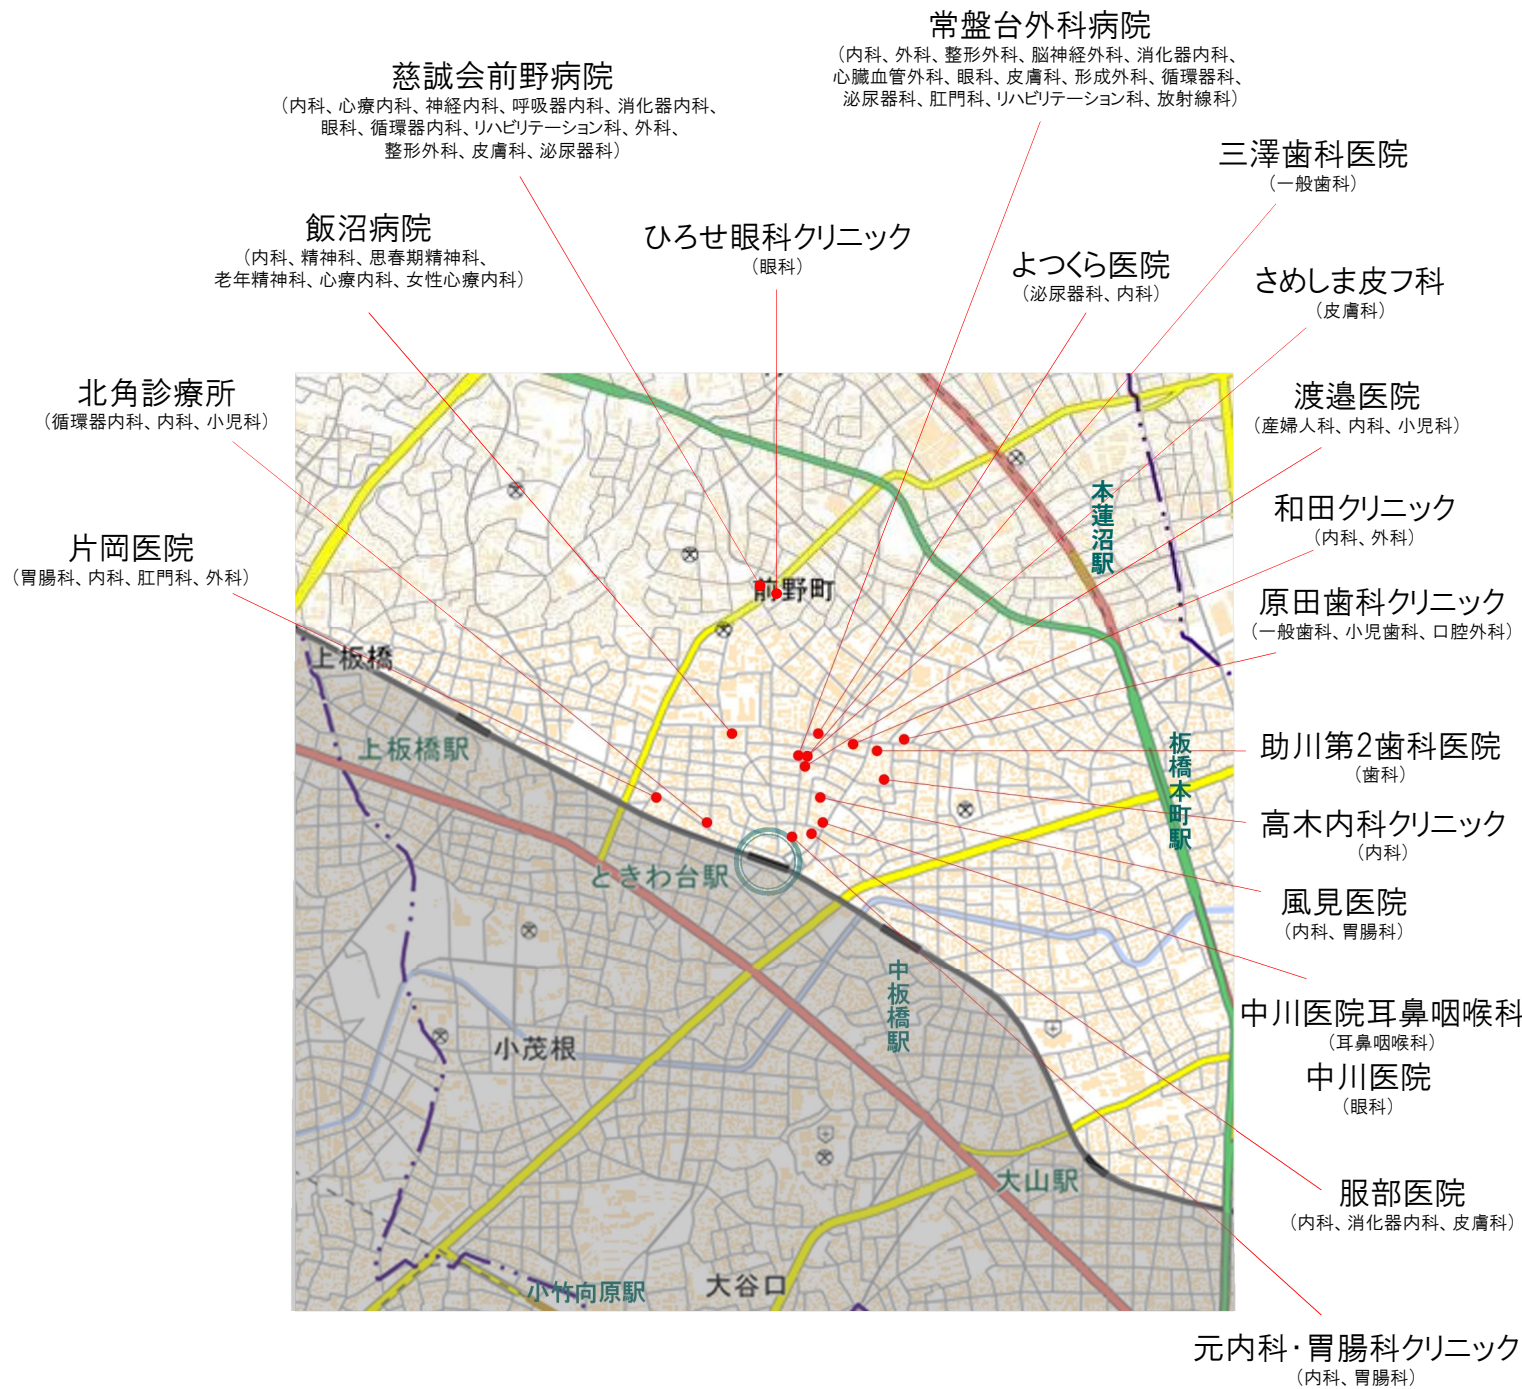 常盤台外科病院
（内科、外科、整形外科、脳神経外科、消化器内科、
心臓血管外科、眼科、皮膚科、形成外科、循環器科、
泌尿器科、肛門科、リハビリテーション科、放射線科）
慈誠会前野病院
（内科、心療内科、神経内科、呼吸器内科、消化器内科、
眼科、循環器内科、リハビリテーション科、外科、
整形外科、皮膚科、泌尿器科）
三澤歯科医院
（一般歯科）
飯沼病院
（内科、精神科、思春期精神科、
老年精神科、心療内科、女性心療内科）
ひろせ眼科クリニック
（眼科）
よつくら医院
（泌尿器科、内科）
さめしま皮フ科
（皮膚科）
北角診療所
（循環器内科、内科、小児科）
渡邉医院
（産婦人科、内科、小児科）
和田クリニック
（内科、外科）
片岡医院
（胃腸科、内科、肛門科、外科）
原田歯科クリニック
（一般歯科、小児歯科、口腔外科）
助川第2歯科医院
（歯科）
高木内科クリニック
（内科）
風見医院
（内科、胃腸科）
中川医院耳鼻咽喉科
（耳鼻咽喉科）
中川医院
（眼科）
服部医院
（内科、消化器内科、皮膚科）
元内科・胃腸科クリニック
（内科、胃腸科）
本蓮沼駅
前野町
上板橋
上板橋駅
板橋本町駅
ときわ台駅
中板橋駅
小茂根
大山駅
小竹向原駅
大谷口